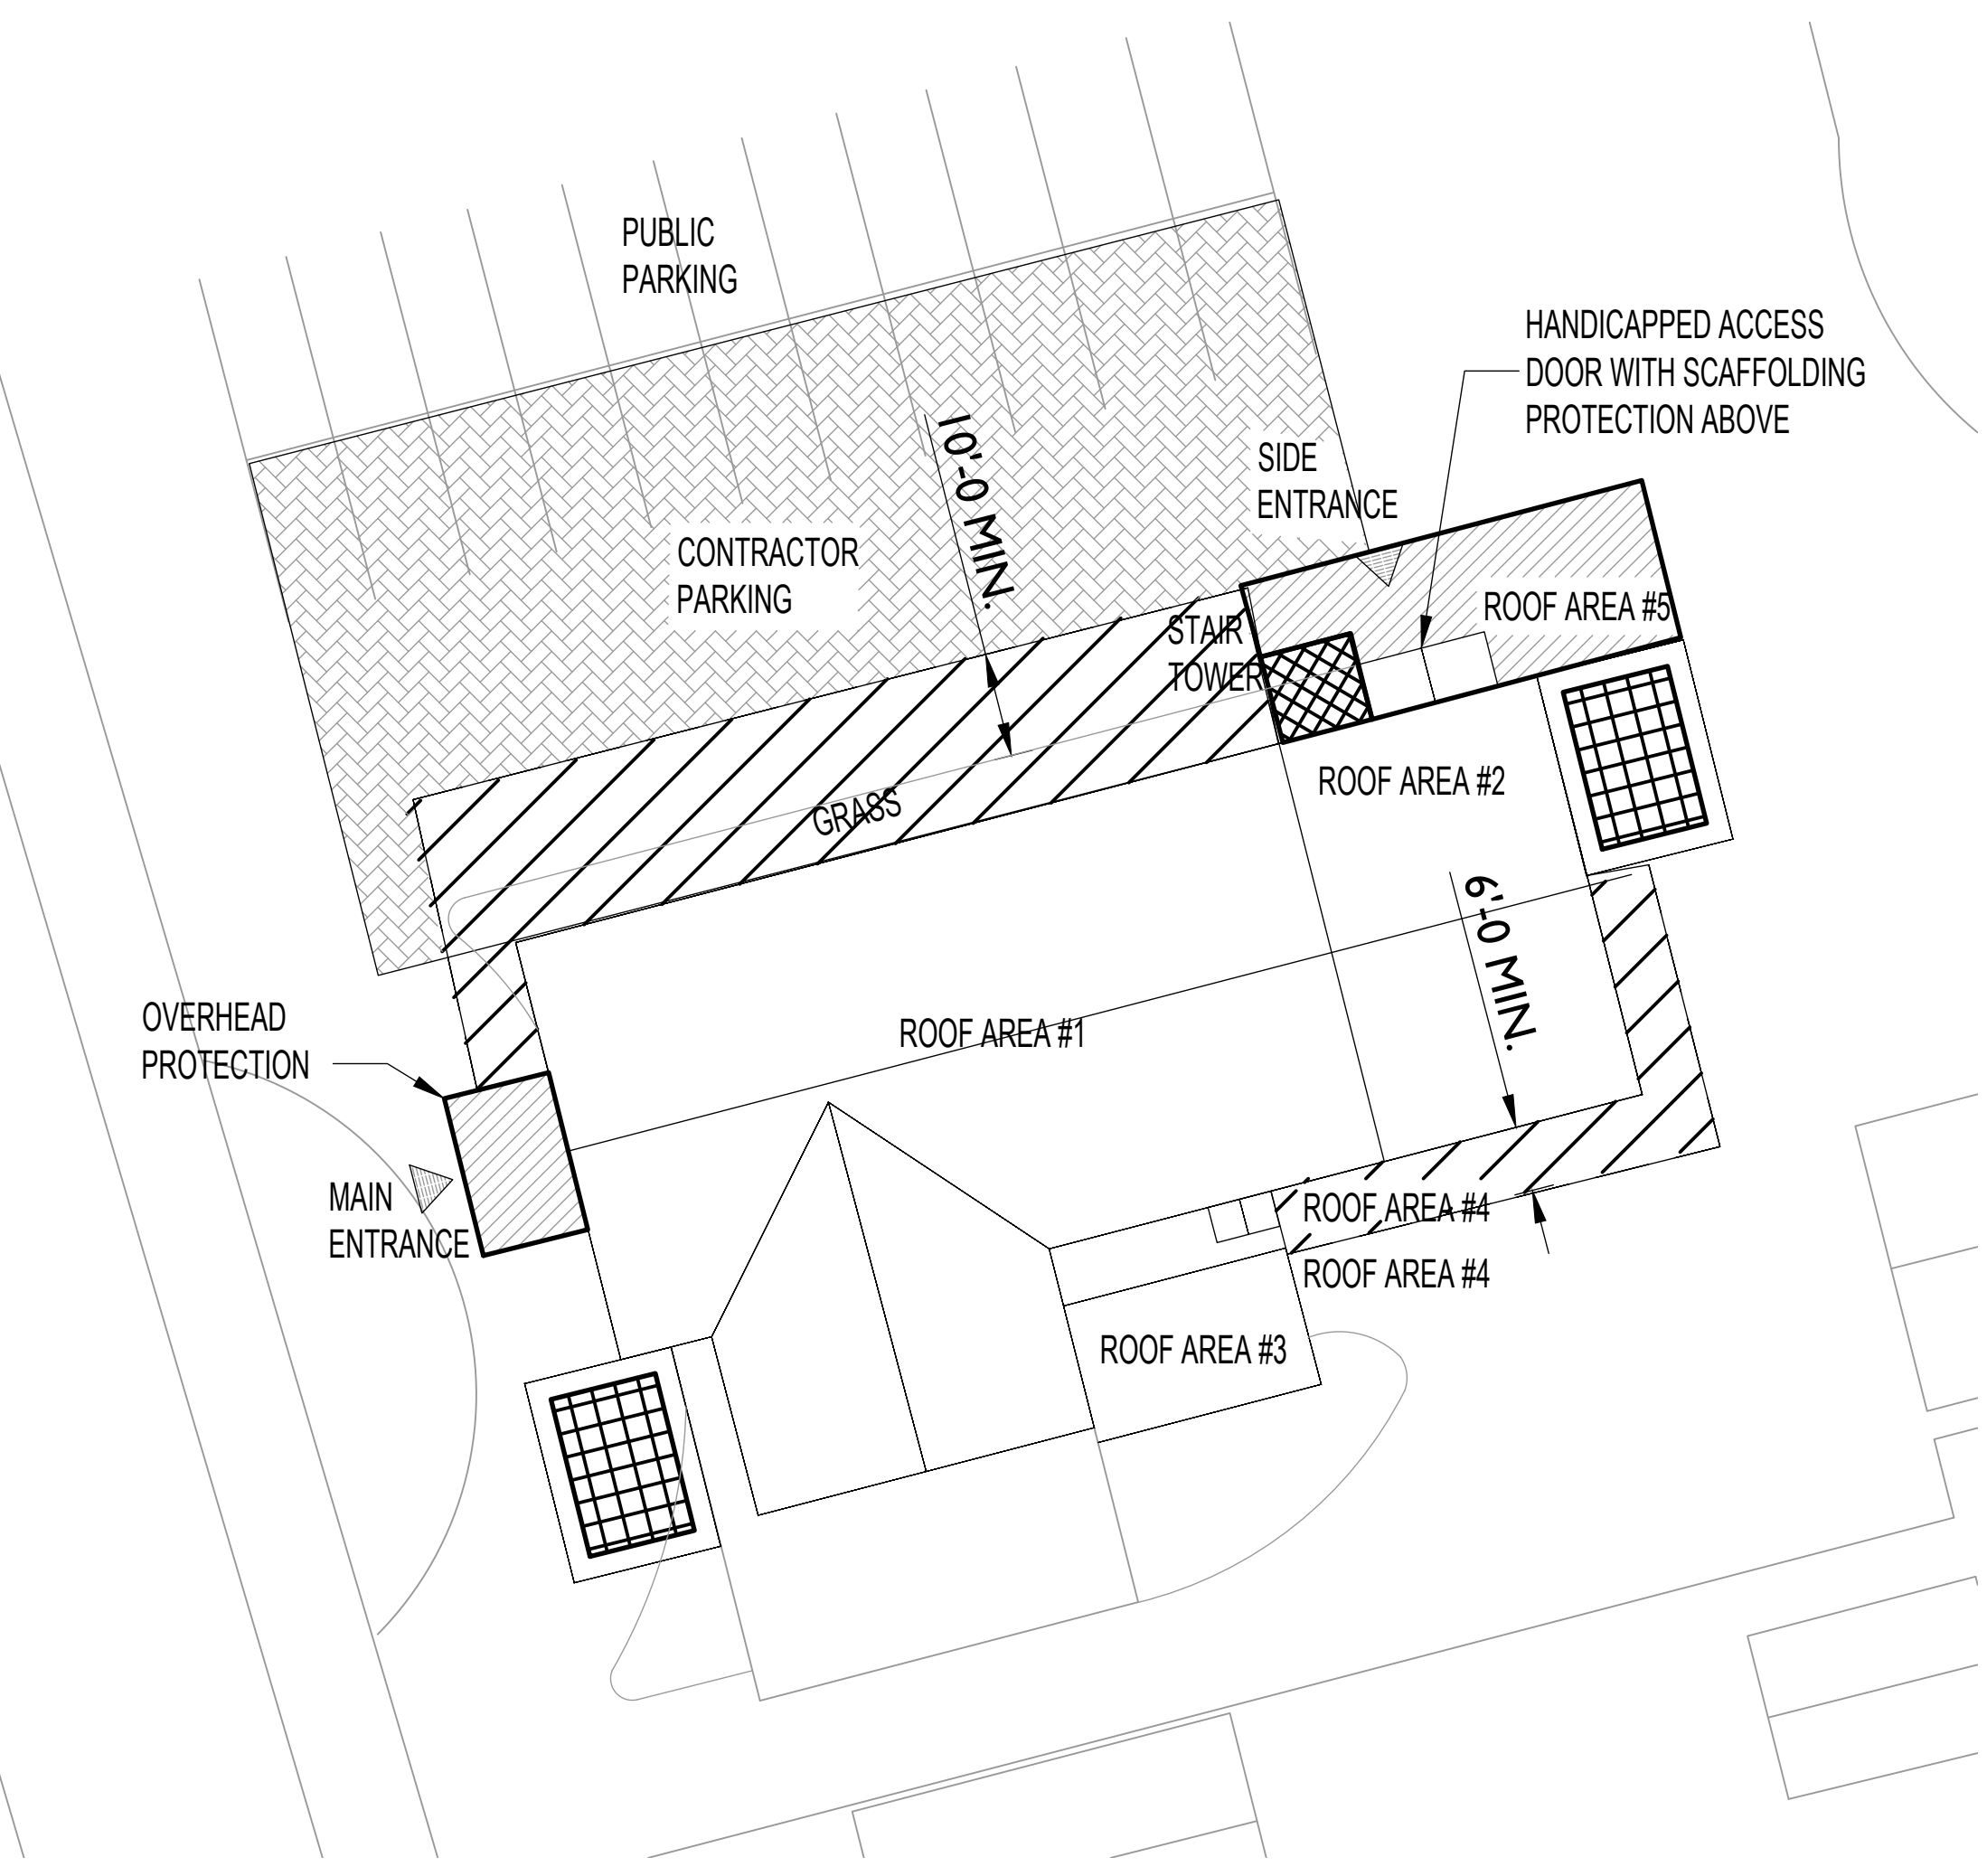 PUBLIC
PARKING
HANDICAPPED ACCESS
DOOR WITH SCAFFOLDING
PROTECTION ABOVE
10'-0 MIN.
SIDE
ENTRANCE
CONTRACTOR
PARKING
ROOF AREA #5
STAIR
TOWER
ROOF AREA #2
GRASS
6'-0 MIN.
OVERHEAD
PROTECTION
ROOF AREA #1
MAIN
ENTRANCE
ROOF AREA #4
ROOF AREA #4
ROOF AREA #3